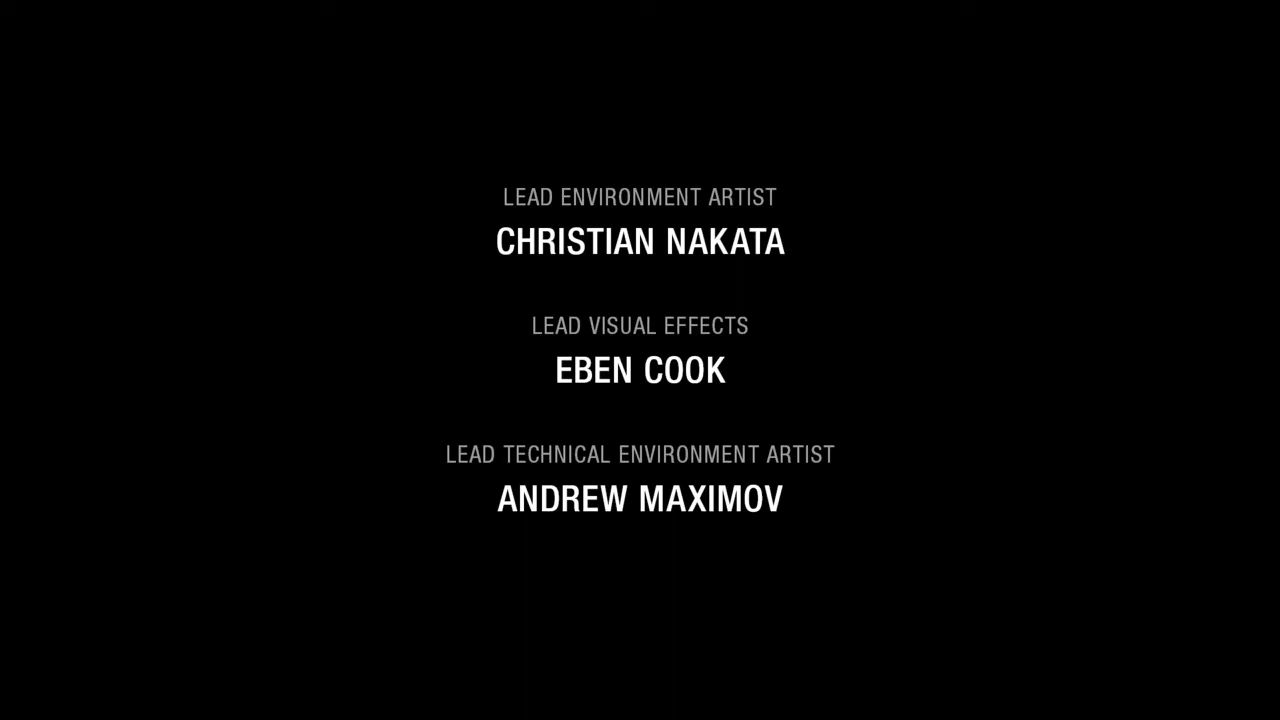 LEAD ENVIRONMENT ARTIST
CHRISTIAN NAKATA
LEAD VISUAL EFFECTS
EBEN COOK
LEAD TECHNICAL ENVIRONMENT ARTIST
ANDREW MAXIMOV